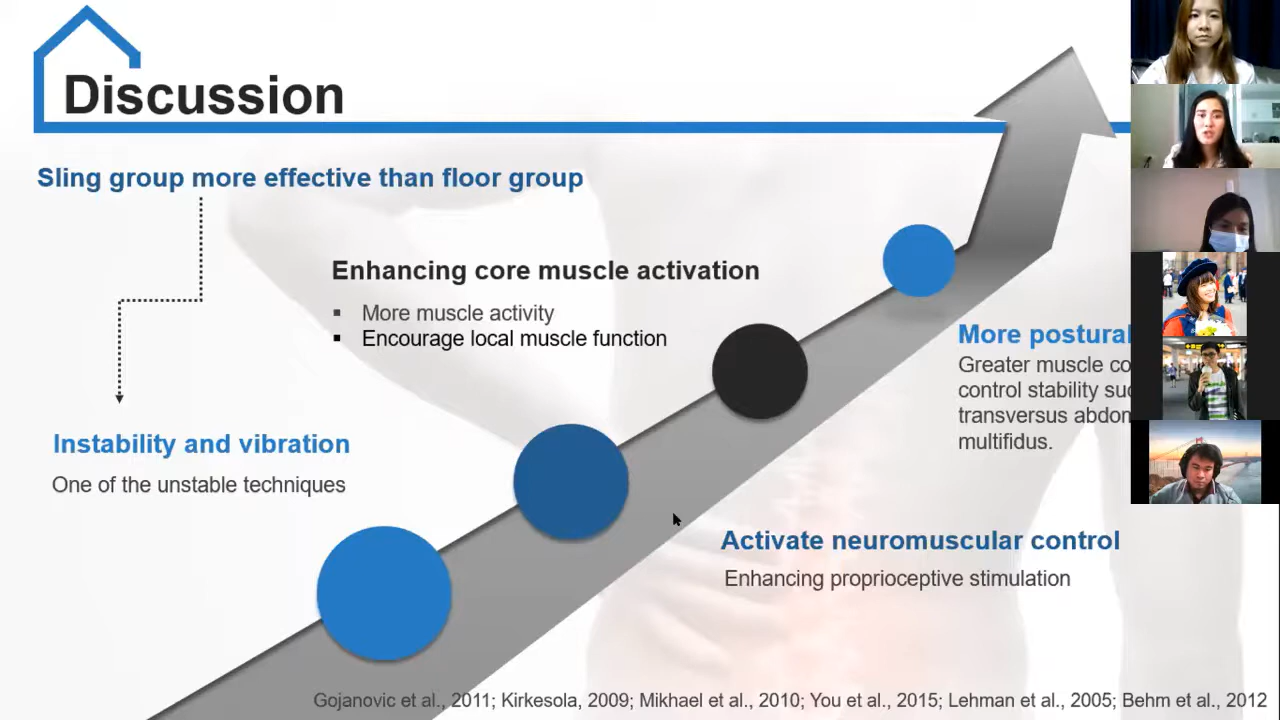 Discussion
Sling group more effective than floor group
Enhancing core muscle activation
▪ More muscle activity
▪ Encourage local muscle function
Instability and vibration
One of the unstable techniques
More postural
Greater muscle
control stability
transversus
multifidus.
Activate neuromuscular control
Enhancing proprioceptive stimulation
Gojanovic et al., 2011; Kirkesola, 2009; Mikhael et al., 2010; You et al., 2015; Lehman et al., 2005; Behm et al., 2012